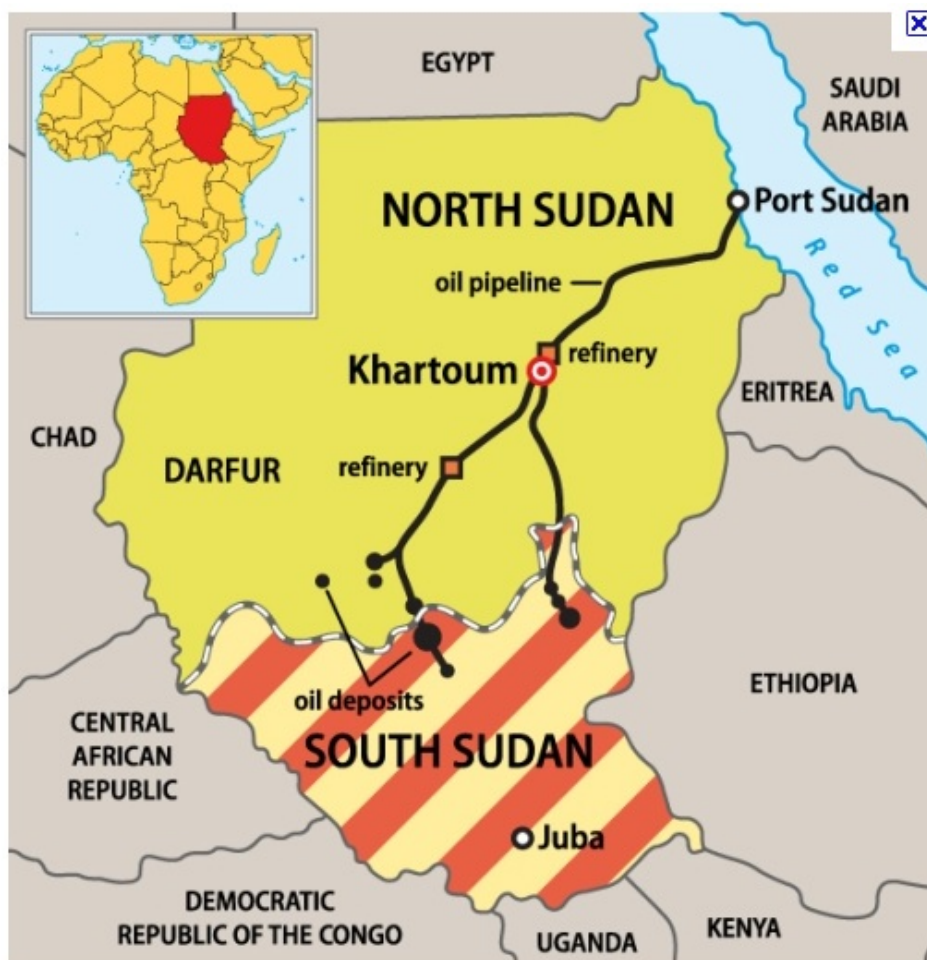 EGYPT
SAUDI
ARABIA
NORTH SUDAN
Port Sudan
Red Sea
oil pipeline
refinery
Khartoum
ERITREA
CHAD
DARFUR
refinery
ETHIOPIA
oil deposits
CENTRAL
AFRICAN
REPUBLIC
SOUTH SUDAN
Juba
DEMOCRATIC
REPUBLIC OF THE CONGO
UGANDA
KENYA